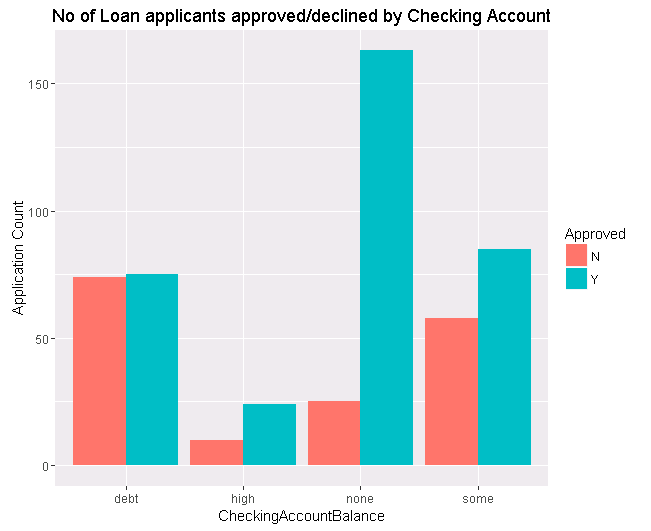 No of Loan applicants approved/declined by Checking Account
Application Count
150
100
50
0
debt high none some
CheckingAccountBalance
Approved
N
Y